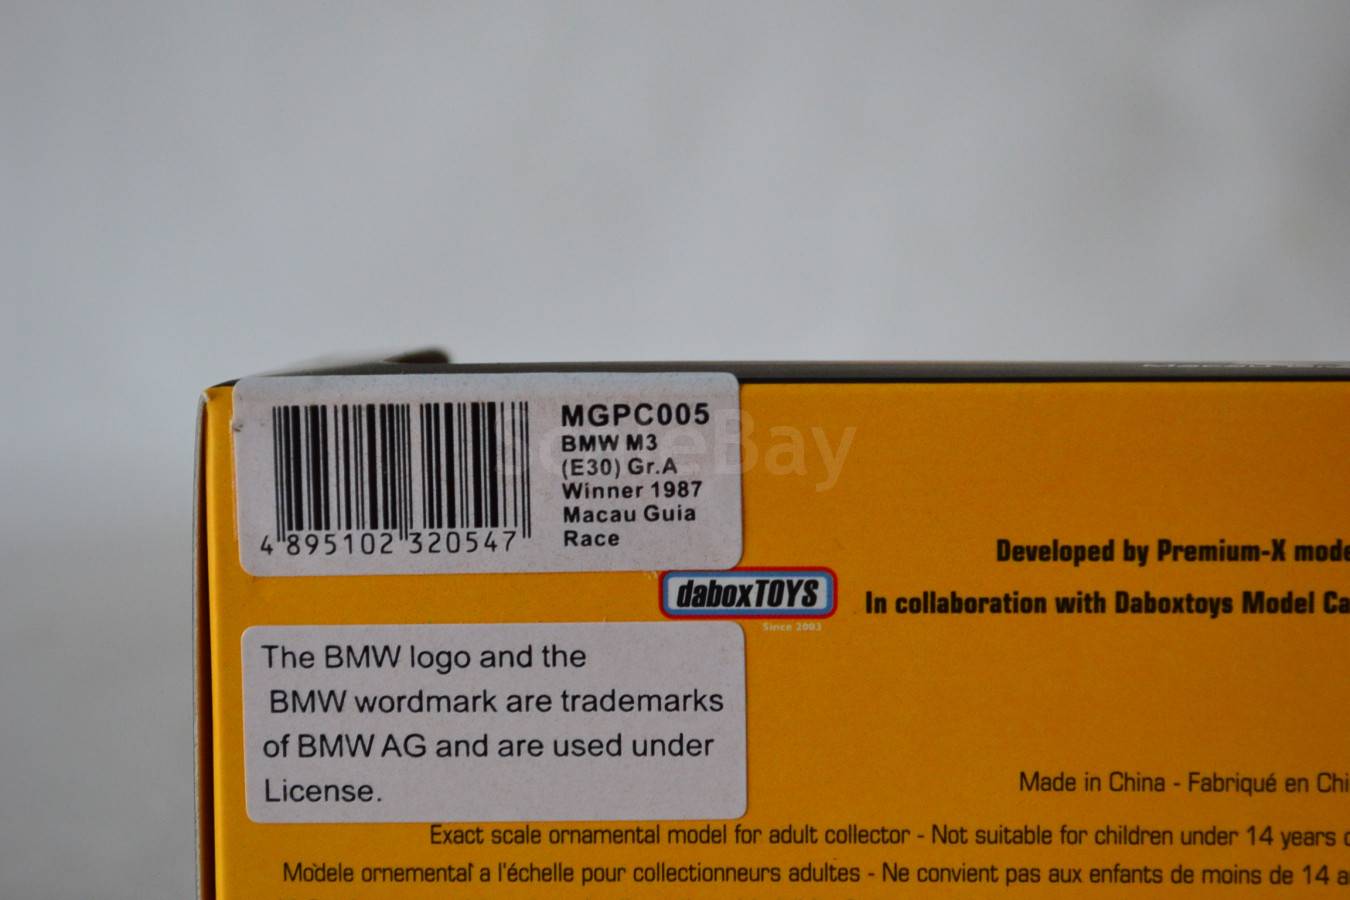 MGPC005
BMW M3
(E30) Gr.A
Winner 1987
Macau Guia
Race
4 895102 320547
ScaleBay
Developed by Premium-X
daboxTOYS
In collaboration with Daboxtoys Model
Since 2003
The BMW logo and the
BMW wordmark are trademarks
of BMW AG and are used under
License.
Made in China - Fabriqué en
Exact scale ornamental model for adult collector - Not suitable for children under 14 years
Modèle ornemental a l'échelle pour collectionneurs adultes - Ne convient pas aux enfants de moins de 14